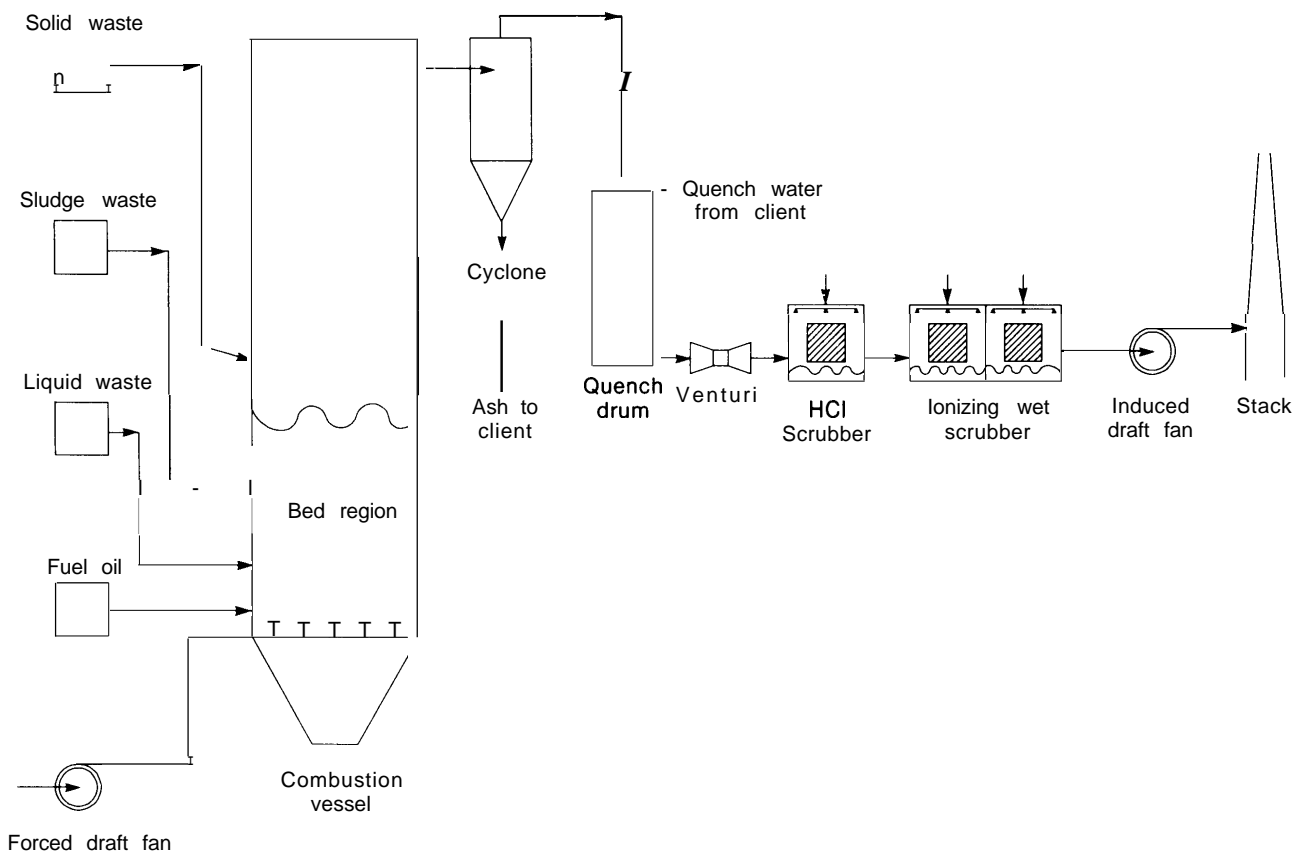 Solid waste
Sludge waste
Liquid waste
Fuel oil
Forced draft fan
Bed region
Combustion
vessel
Cyclone
Ash to
client
Quench water
from client
Quench
drum
Venturi
HCl
Scrubber
Ionizing wet
scrubber
Induced
draft fan
Stack